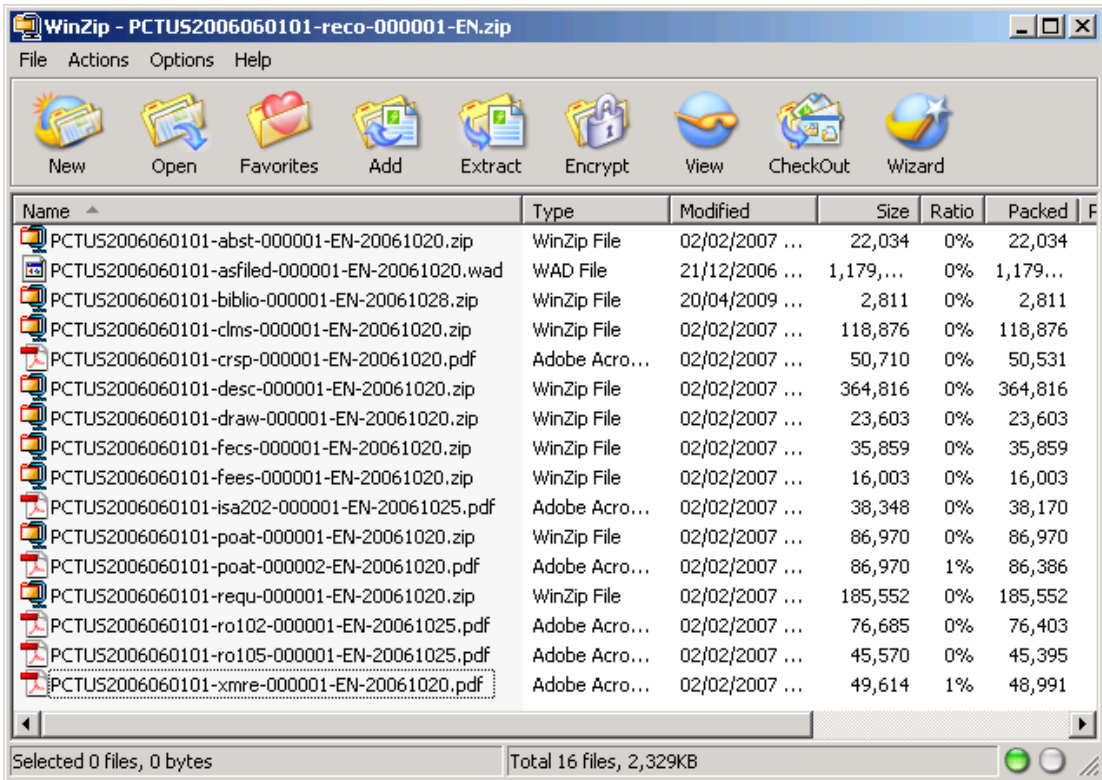 WinZip - PCTUS2006060101-reco-000001-EN.zip
File Actions Options Help
New Open Favorites Add Extract Encrypt View CheckOut Wizard
Name Type Modified Size Ratio Packed F
PCTUS2006060101-abst-000001-EN-20061020.zip WinZip File 02/02/2007 ... 22,034 0% 22,034
PCTUS2006060101-asfiled-000001-EN-20061020.wad WAD File 21/12/2006 ... 1,179,... 0% 1,179...
PCTUS2006060101-biblio-000001-EN-20061028.zip WinZip File 20/04/2009 ... 2,811 0% 2,811
PCTUS2006060101-clms-000001-EN-20061020.zip WinZip File 02/02/2007 ... 118,876 0% 118,876
PCTUS2006060101-crsp-000001-EN-20061020.pdf Adobe Acro... 02/02/2007 ... 50,710 0% 50,531
PCTUS2006060101-desc-000001-EN-20061020.zip WinZip File 02/02/2007 ... 364,816 0% 364,816
PCTUS2006060101-draw-000001-EN-20061020.zip WinZip File 02/02/2007 ... 23,603 0% 23,603
PCTUS2006060101-fecs-000001-EN-20061020.zip WinZip File 02/02/2007 ... 35,859 0% 35,859
PCTUS2006060101-fees-000001-EN-20061020.zip WinZip File 02/02/2007 ... 16,003 0% 16,003
PCTUS2006060101-isa202-000001-EN-20061025.pdf Adobe Acro... 02/02/2007 ... 38,348 0% 38,170
PCTUS2006060101-poat-000001-EN-20061020.zip WinZip File 02/02/2007 ... 86,970 0% 86,970
PCTUS2006060101-poat-000002-EN-20061020.pdf Adobe Acro... 02/02/2007 ... 86,970 1% 86,386
PCTUS2006060101-requ-000001-EN-20061020.zip WinZip File 02/02/2007 ... 185,552 0% 185,552
PCTUS2006060101-ro102-000001-EN-20061025.pdf Adobe Acro... 02/02/2007 ... 76,685 0% 76,403
PCTUS2006060101-ro105-000001-EN-20061025.pdf Adobe Acro... 02/02/2007 ... 45,570 0% 45,395
PCTUS2006060101-xmre-000001-EN-20061020.pdf Adobe Acro... 02/02/2007 ... 49,614 1% 48,991
Selected 0 files, 0 bytes Total 16 files, 2,329KB